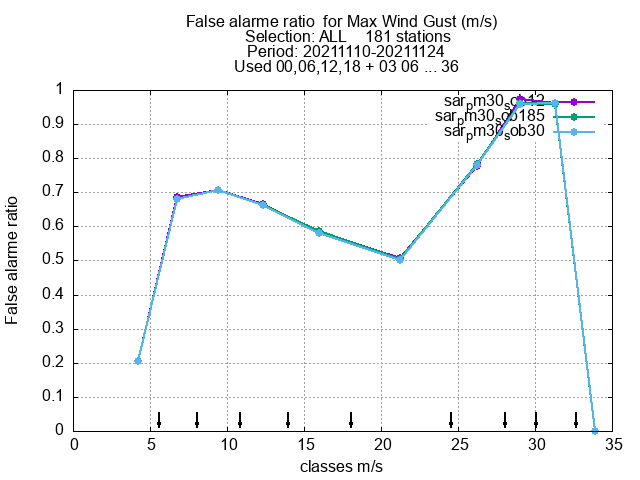 False alarme ratio  for Max Wind Gust (m/s)
Selection: ALL    181 stations
Period: 20211110-20211124
Used 00,06,12,18 + 03 06 ... 36
1
0.9
0.8
0.7
0.6
0.5
0.4
0.3
0.2
0.1
0
False alarme ratio
sar_pm30_sob185
sar_pm30_sob30
0 5 10 15 20 25 30 35
classes m/s